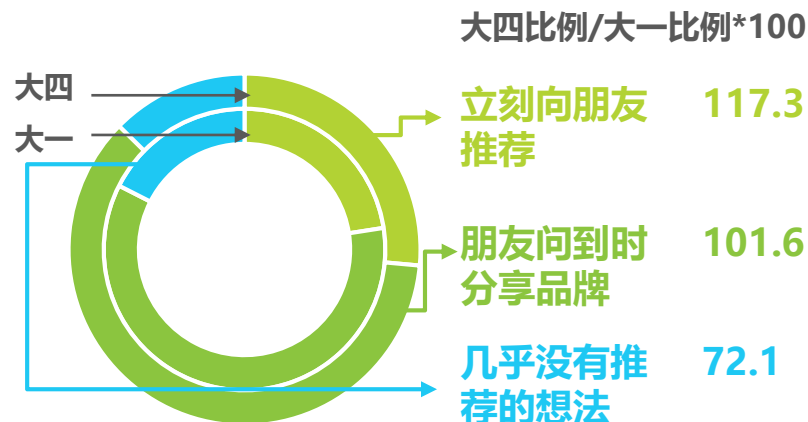 大四比例/大一比例*100
大四
大一
立刻向朋友 117.3
推荐
朋友问到时 101.6
分享品牌
几乎没有推 72.1
荐的想法